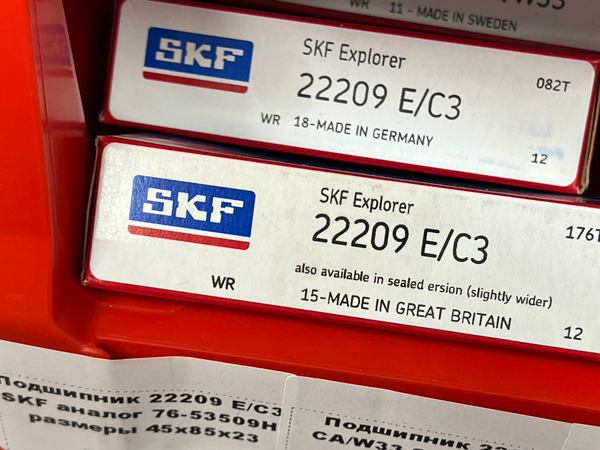 WR 11 - MADE IN SWEDEN
SKF
SKF Explorer
22209 E/C3
082T
WR 18-MADE IN GERMANY
12
SKF
SKF Explorer
22209 E/C3
176T
also available in sealed ersion (slightly wider)
WR
15-MADE IN GREAT BRITAIN
12
Подшипник 22209 E/C3
SKF аналог 76-53509Н
размеры 45х85х23
Подшипник
CA/W33